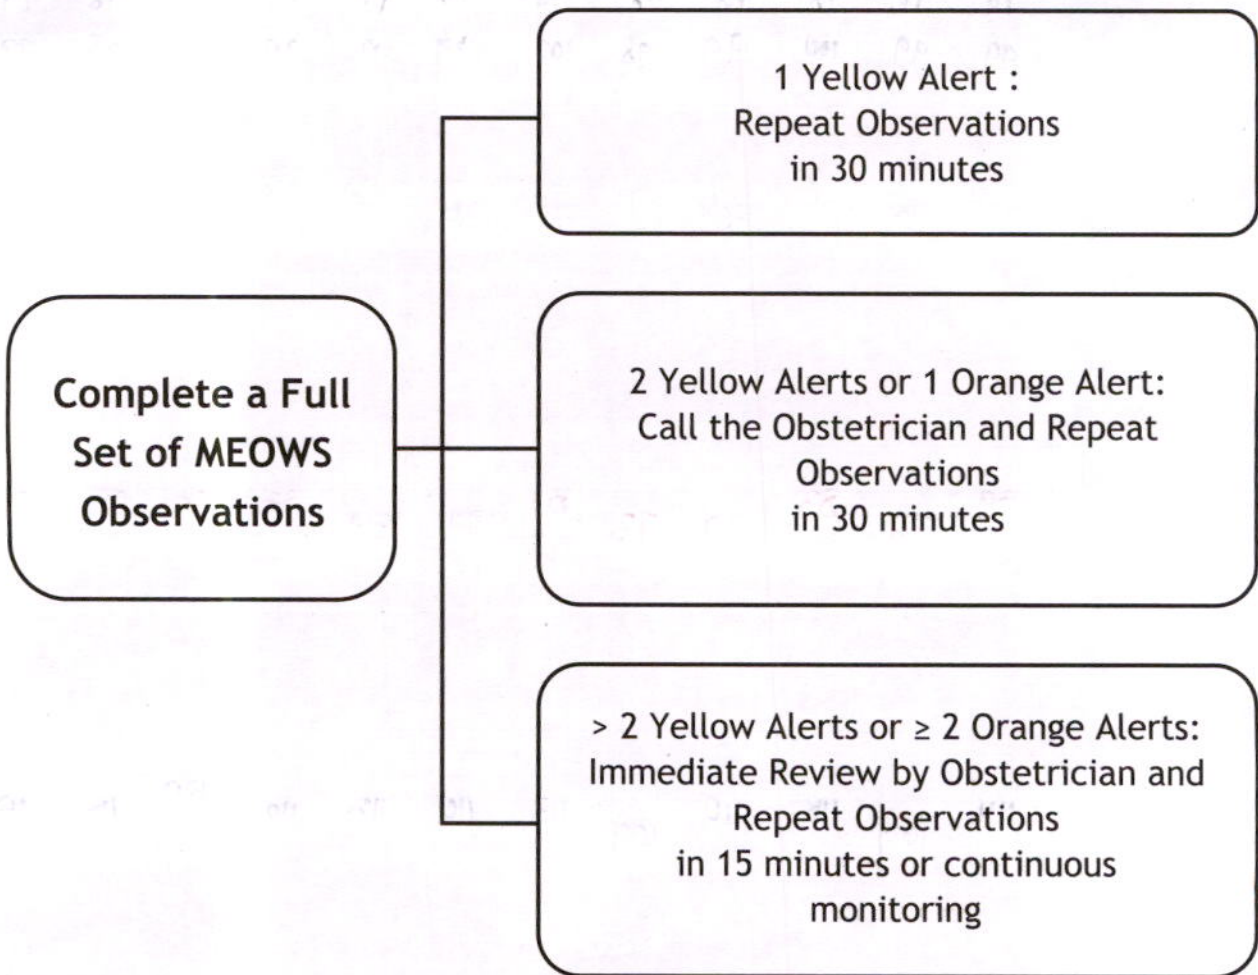 1 Yellow Alert :
Repeat Observations
in 30 minutes
Complete a Full
Set of MEOWS
Observations
2 Yellow Alerts or 1 Orange Alert:
Call the Obstetrician and Repeat
Observations
in 30 minutes
> 2 Yellow Alerts or ≥ 2 Orange Alerts:
Immediate Review by Obstetrician and
Repeat Observations
in 15 minutes or continuous
monitoring